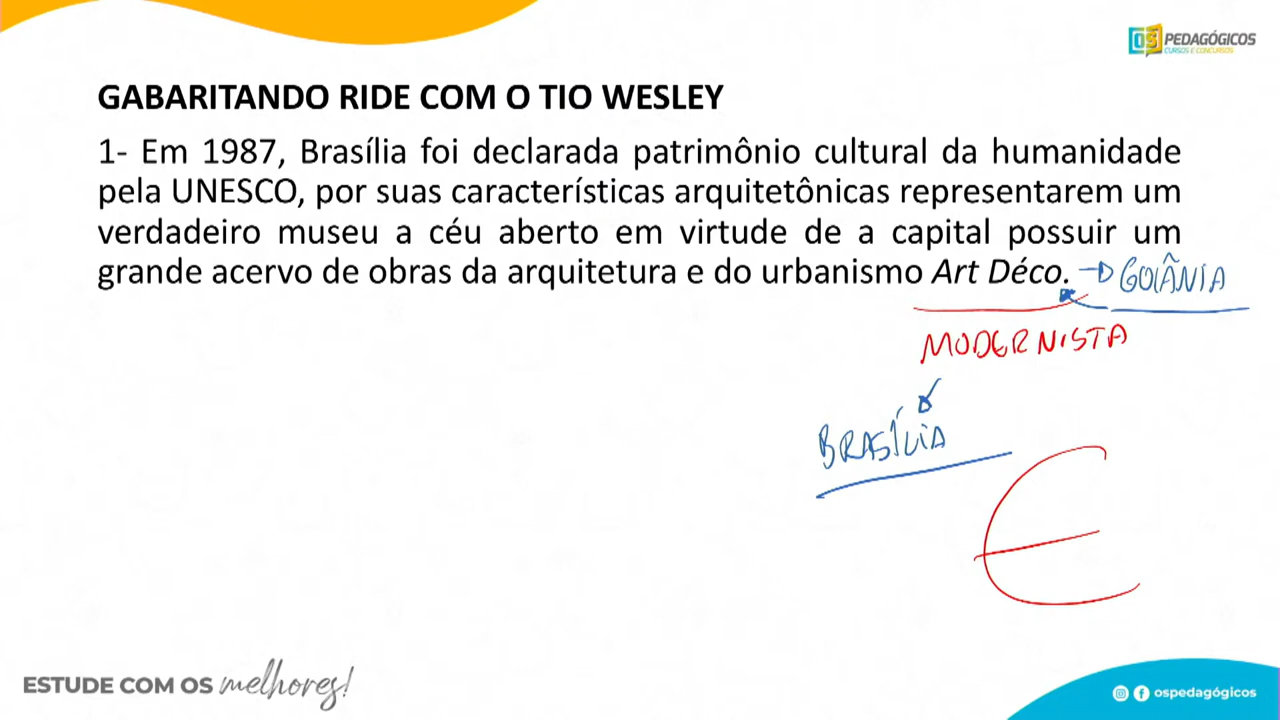 OS PEDAGÓGICOS
CURSOS E CONCURSOS
GABARITANDO RIDE COM O TIO WESLEY
1- Em 1987, Brasília foi declarada patrimônio cultural da humanidade
pela UNESCO, por suas características arquitetônicas representarem um
verdadeiro museu a céu aberto em virtude de a capital possuir um
grande acervo de obras da arquitetura e do urbanismo Art Déco. → GOIÂNIA
MODERNISTA
BRASÍLIA
E
ESTUDE COM OS melhores!
ospedagógicos